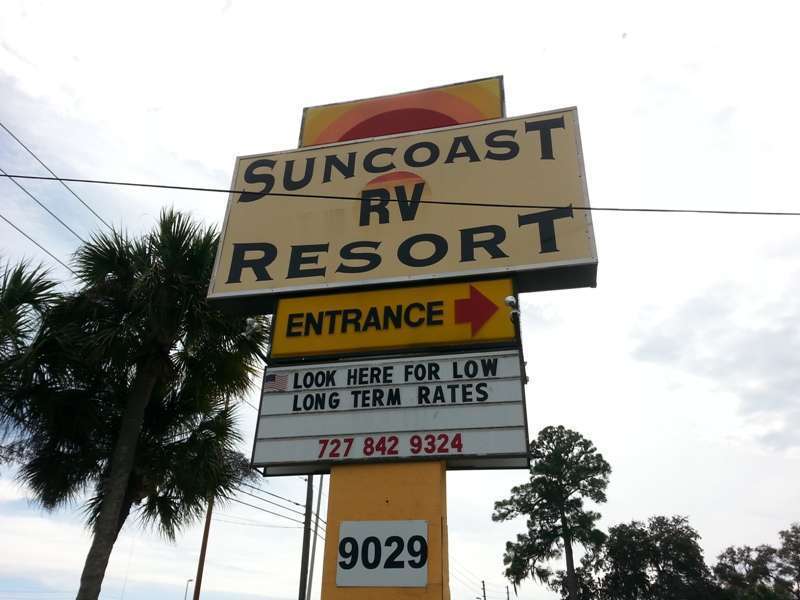 SUNCOAST
RV
RESORT
ENTRANCE
LOOK HERE FOR LOW
LONG TERM RATES
727 842 9324
9029